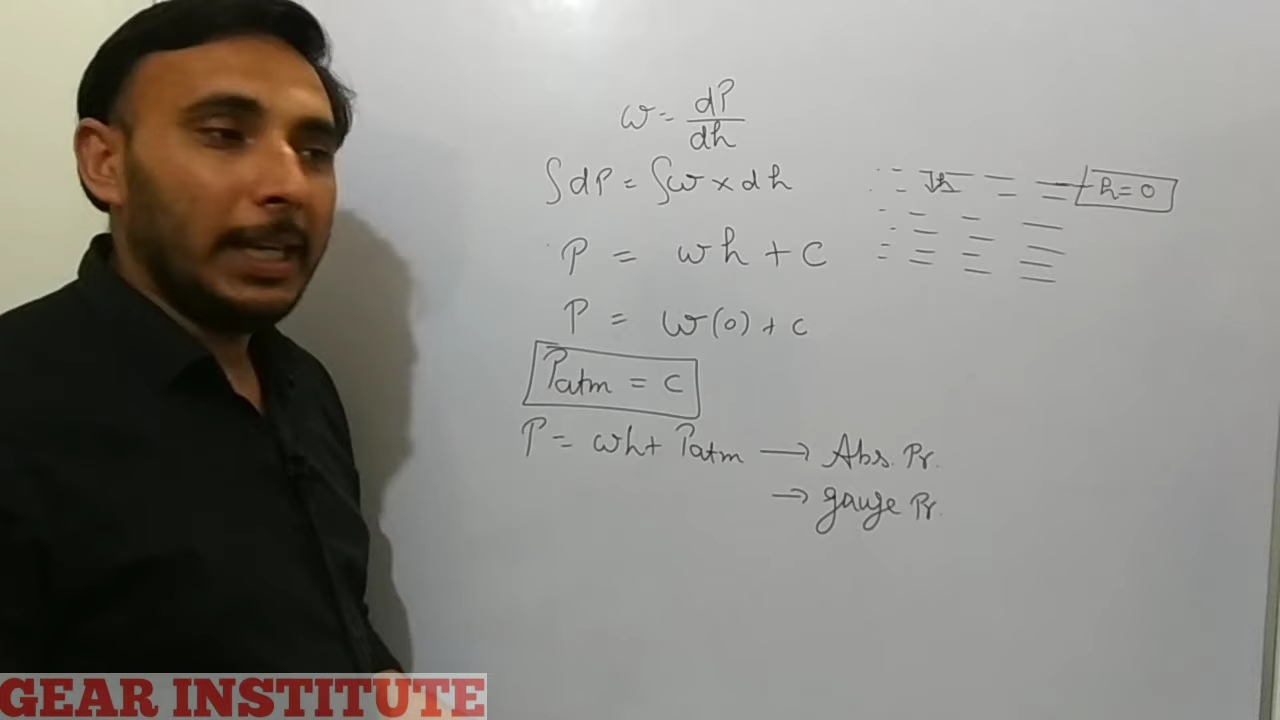 w = dP/dh
∫dP = ∫w × dh
h
h = 0
P = wh + c
P = w(0) + c
Patm = c
P = wh + Patm → Abs. Pr.
→ gauge Pr.
GEAR INSTITUTE